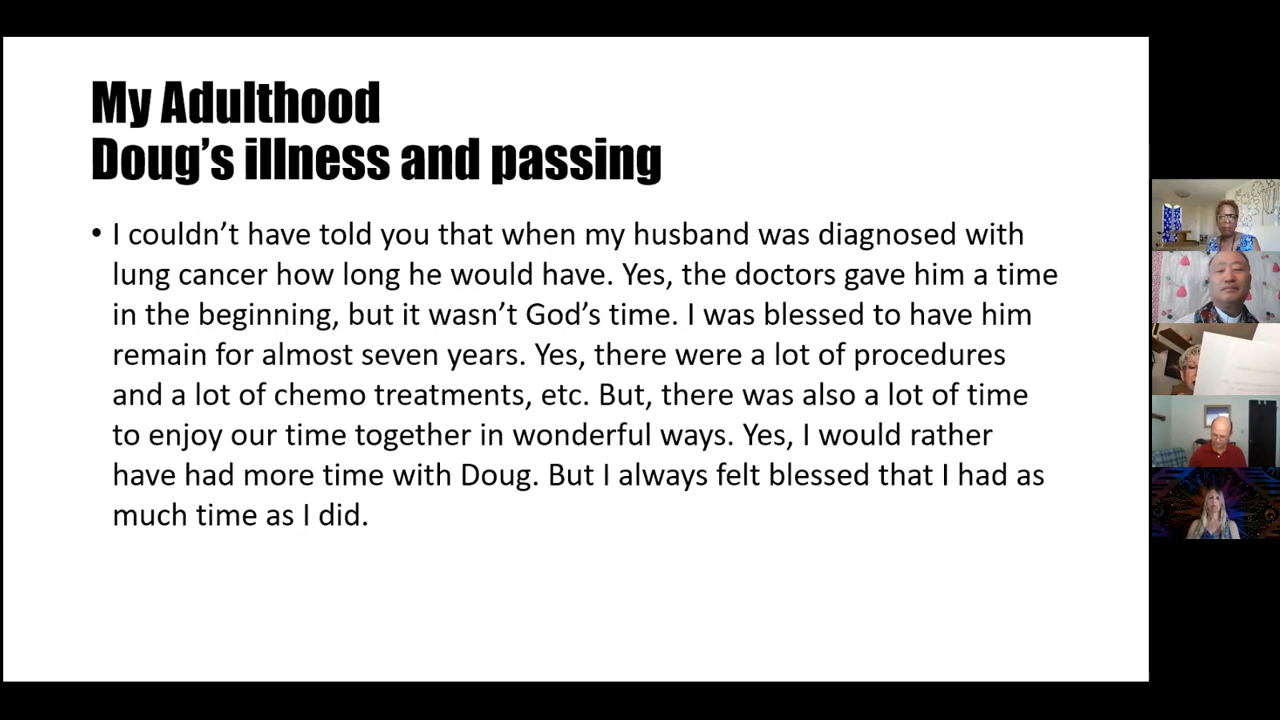 My Adulthood
Doug’s illness and passing
• I couldn’t have told you that when my husband was diagnosed with
lung cancer how long he would have. Yes, the doctors gave him a time
in the beginning, but it wasn’t God’s time. I was blessed to have him
remain for almost seven years. Yes, there were a lot of procedures
and a lot of chemo treatments, etc. But, there was also a lot of time
to enjoy our time together in wonderful ways. Yes, I would rather
have had more time with Doug. But I always felt blessed that I had as
much time as I did.